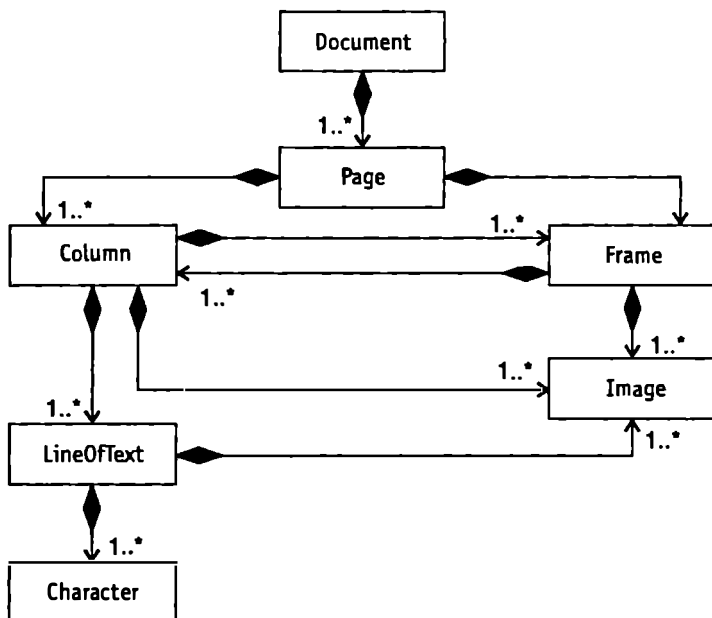 Document
1..*
Page
1..*
Column
1..*
Frame
1..*
1..*
1..*
Image
1..*
LineOfText
1..*
1..*
Character